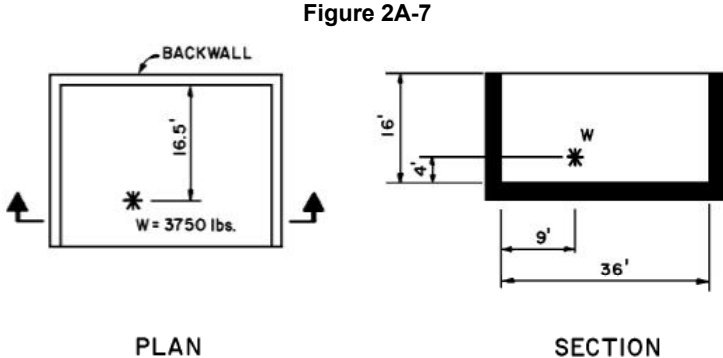 Figure 2A-7
BACKWALL
16.5'
W = 3750 lbs.
PLAN
16'
4'
W
9'
36'
SECTION